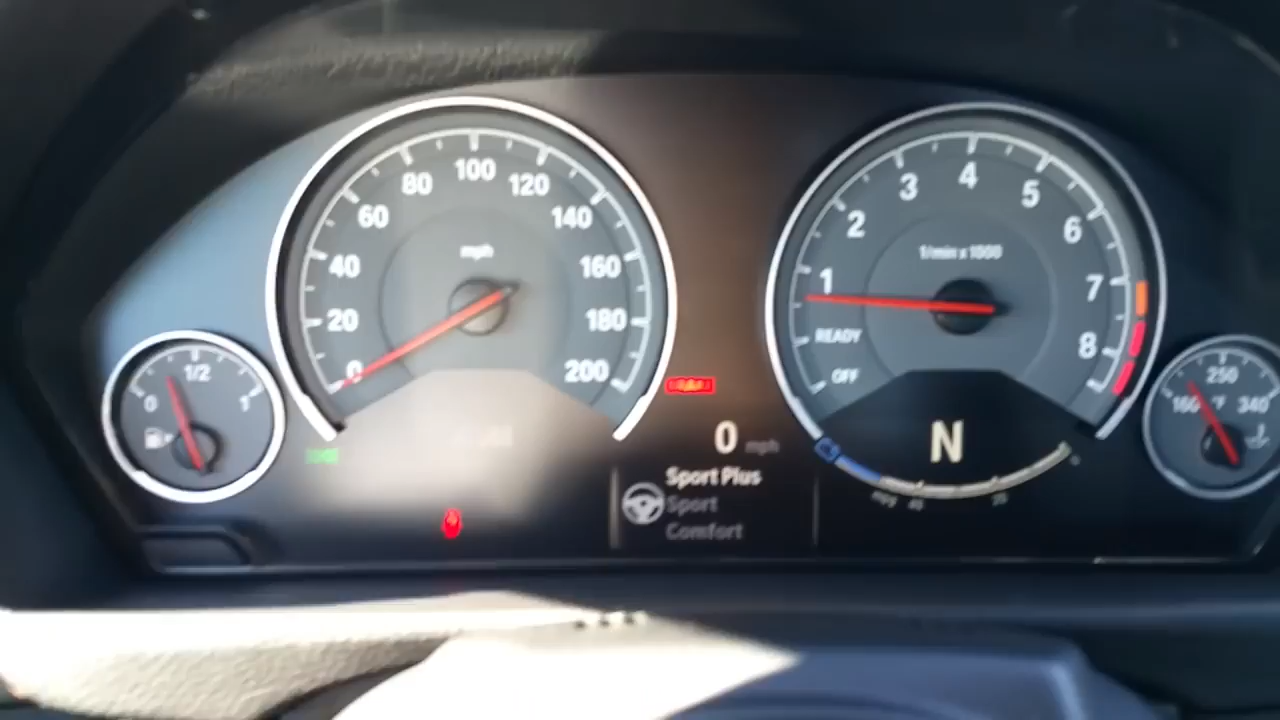 0
20
40
60
80
100
120
140
160
180
200
mph
OFF
READY
1
2
3
4
5
6
7
8
1/min x 1000
0
1/2
1
160
250
340
°F
0 mph
Sport Plus
Sport
Comfort
N